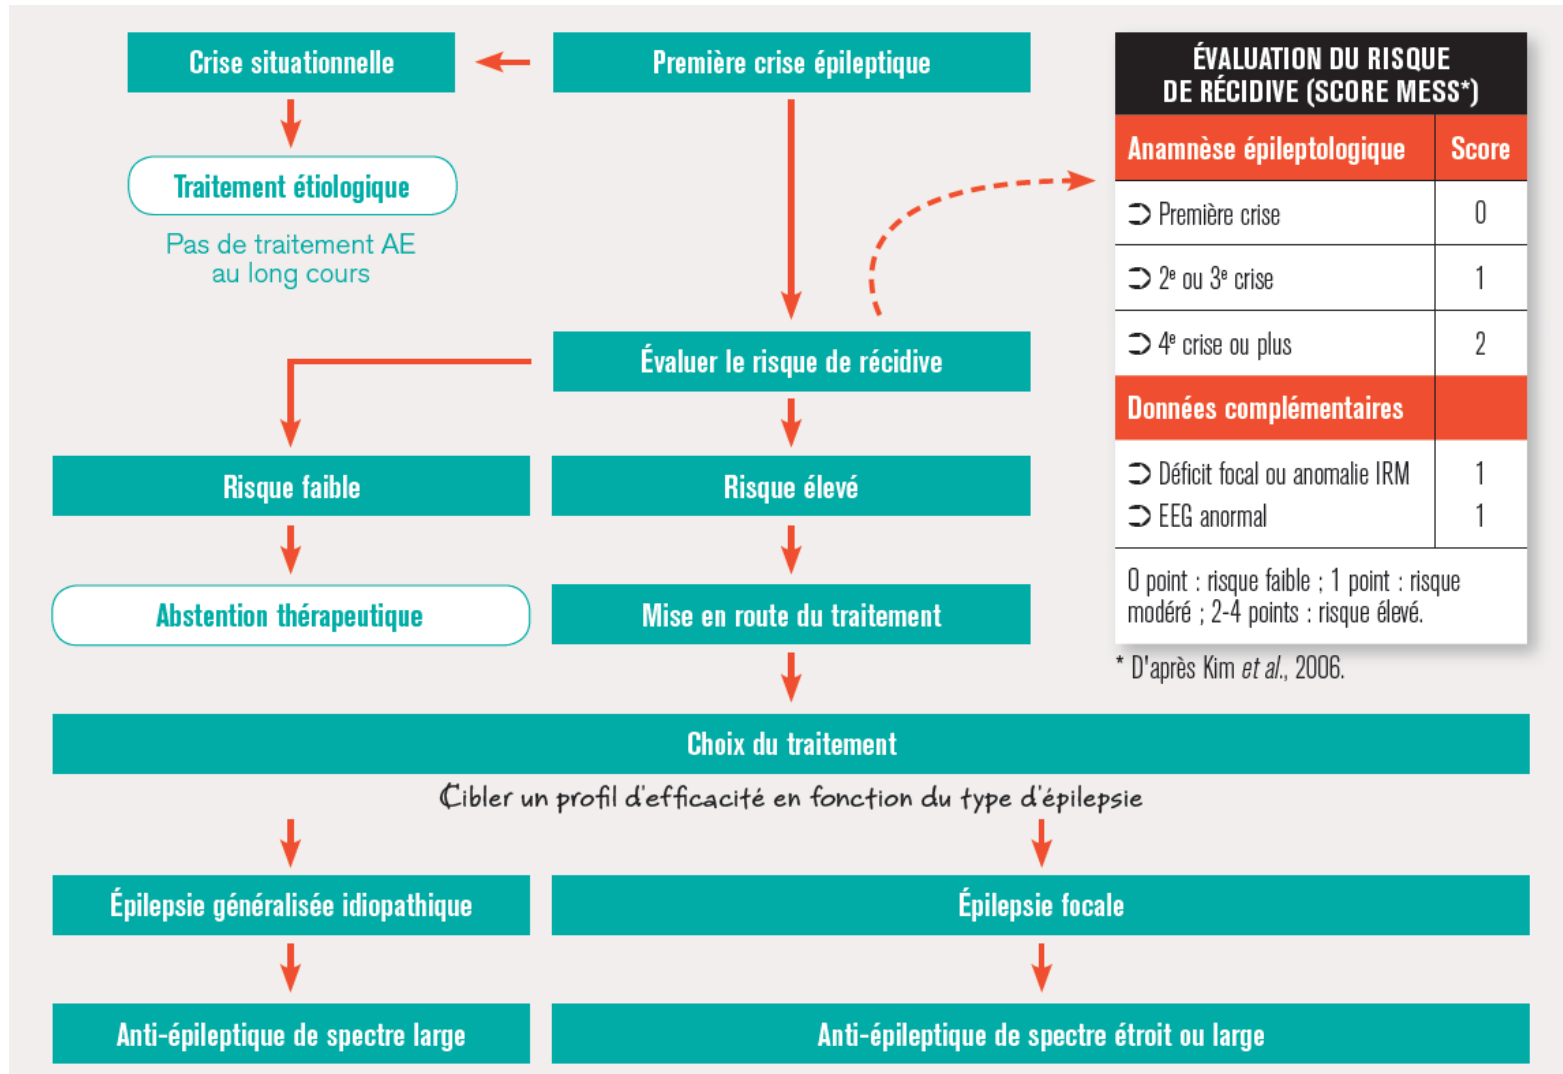 Crise situationnelle
Première crise épileptique
Traitement étiologique
Pas de traitement AE
au long cours
Évaluer le risque de récidive
Risque faible
Risque élevé
Abstention thérapeutique
Mise en route du traitement
Choix du traitement
Cibler un profil d'efficacité en fonction du type d'épilepsie
Épilepsie généralisée idiopathique
Épilepsie focale
Anti-épileptique de spectre large
Anti-épileptique de spectre étroit ou large
ÉVALUATION DU RISQUE
DE RÉCIDIVE (SCORE MESS*)
Anamnèse épileptologique Score
⊃ Première crise 0
⊃ 2e ou 3e crise 1
⊃ 4e crise ou plus 2
Données complémentaires
⊃ Déficit focal ou anomalie IRM 1
⊃ EEG anormal 1
0 point : risque faible ; 1 point : risque
modéré ; 2-4 points : risque élevé.
* D'après Kim et al., 2006.